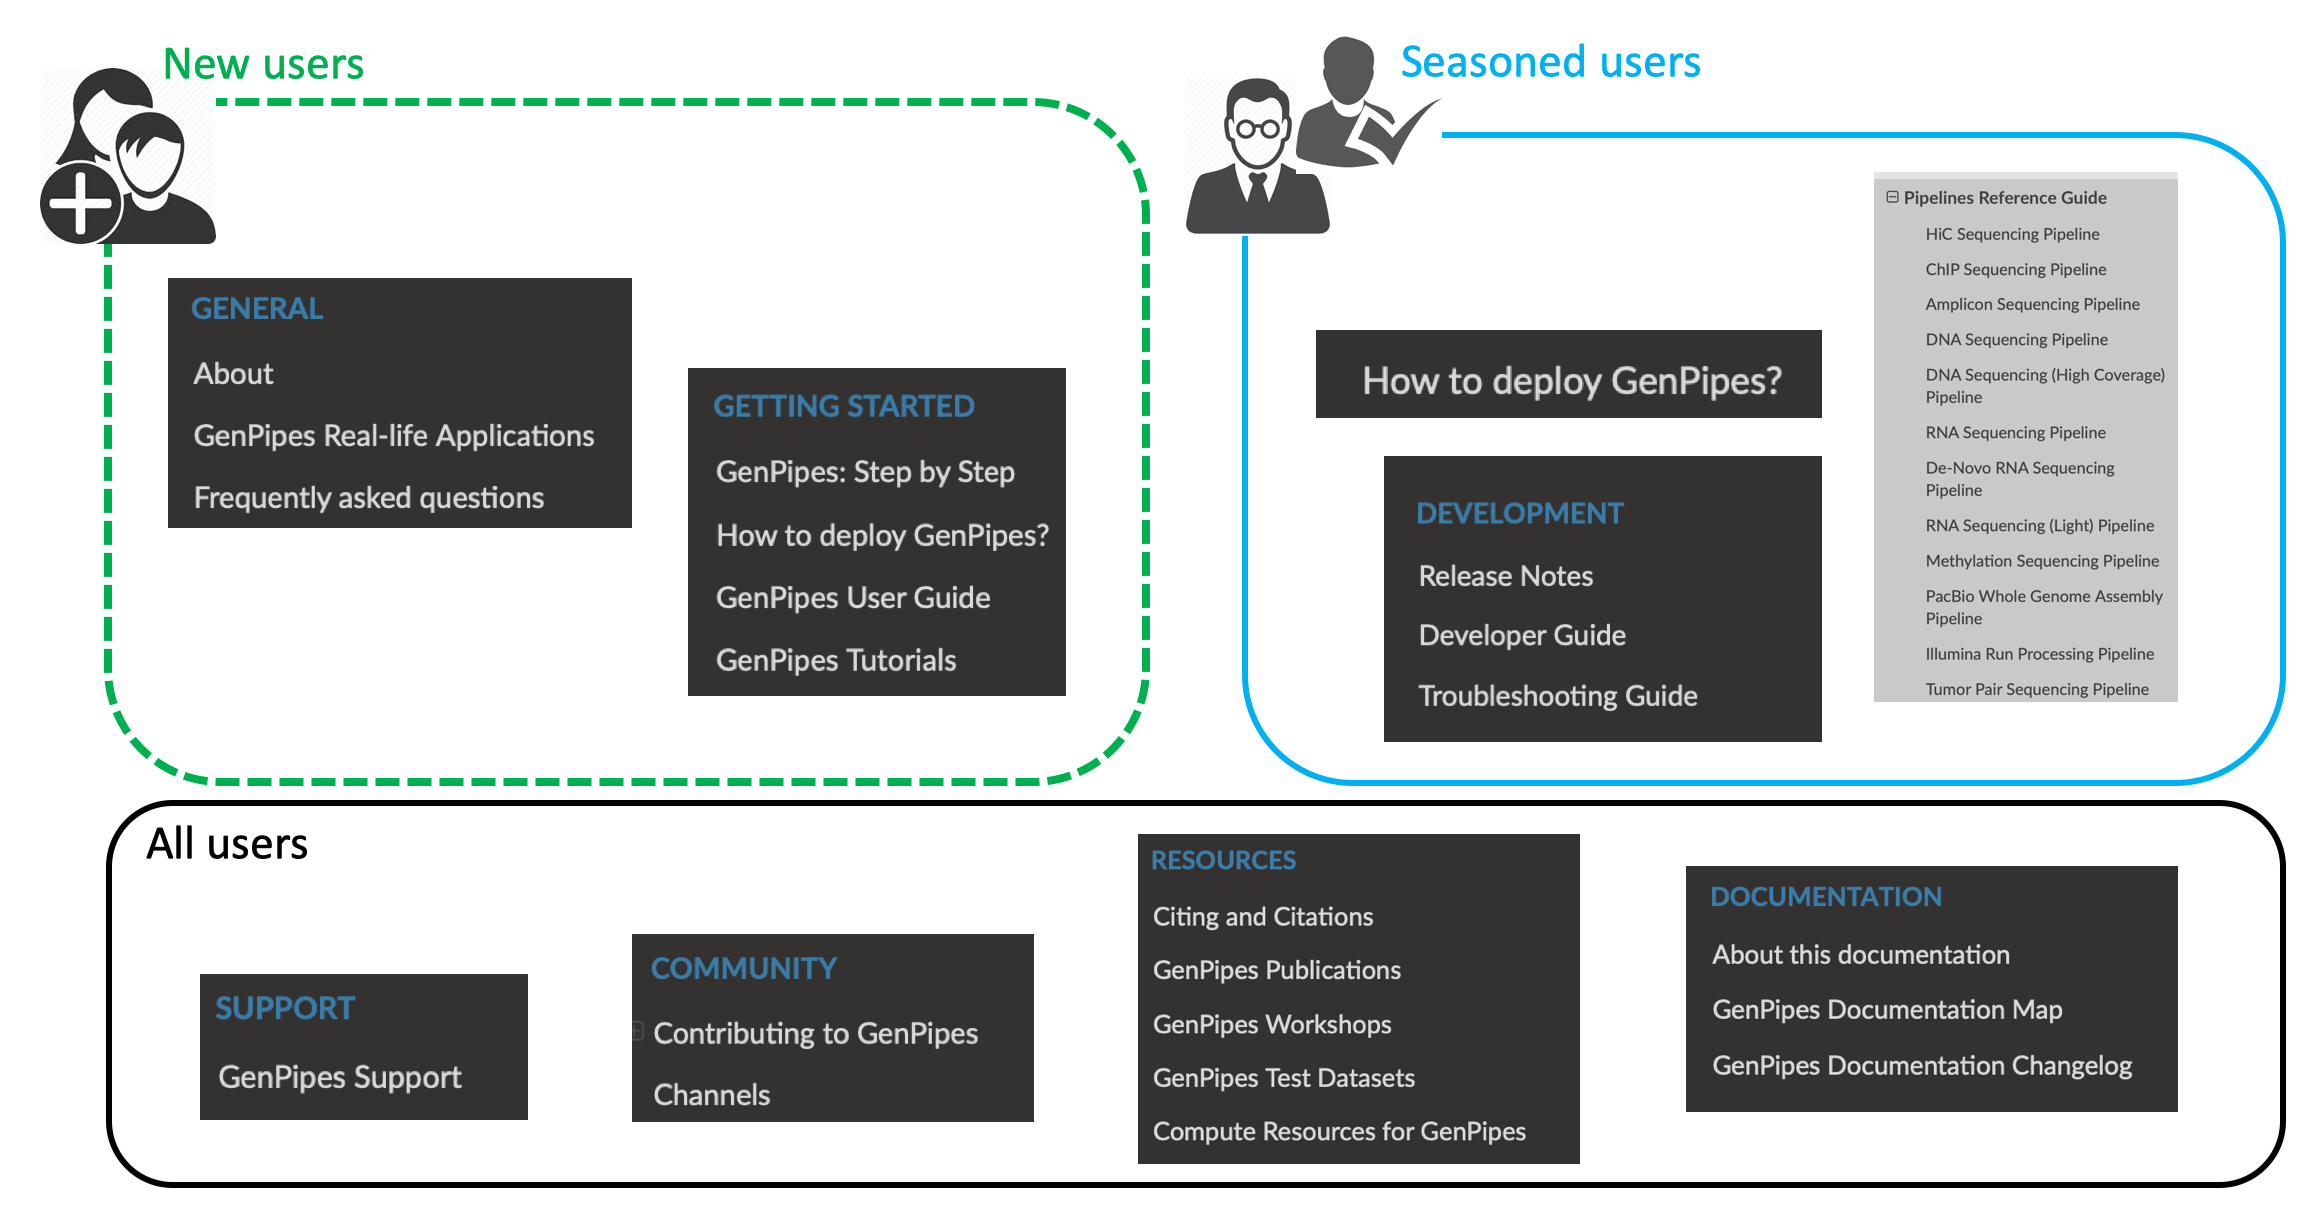 New users
GENERAL
About
GenPipes Real-life Applications
Frequently asked questions
GETTING STARTED
GenPipes: Step by Step
How to deploy GenPipes?
GenPipes User Guide
GenPipes Tutorials
Seasoned users
How to deploy GenPipes?
DEVELOPMENT
Release Notes
Developer Guide
Troubleshooting Guide
Pipelines Reference Guide
HiC Sequencing Pipeline
ChIP Sequencing Pipeline
Amplicon Sequencing Pipeline
DNA Sequencing Pipeline
DNA Sequencing (High Coverage)
Pipeline
RNA Sequencing Pipeline
De-Novo RNA Sequencing
Pipeline
RNA Sequencing (Light) Pipeline
Methylation Sequencing Pipeline
PacBio Whole Genome Assembly
Pipeline
Illumina Run Processing Pipeline
Tumor Pair Sequencing Pipeline
All users
SUPPORT
GenPipes Support
COMMUNITY
Contributing to GenPipes
Channels
RESOURCES
Citing and Citations
GenPipes Publications
GenPipes Workshops
GenPipes Test Datasets
Compute Resources for GenPipes
DOCUMENTATION
About this documentation
GenPipes Documentation Map
GenPipes Documentation Changelog